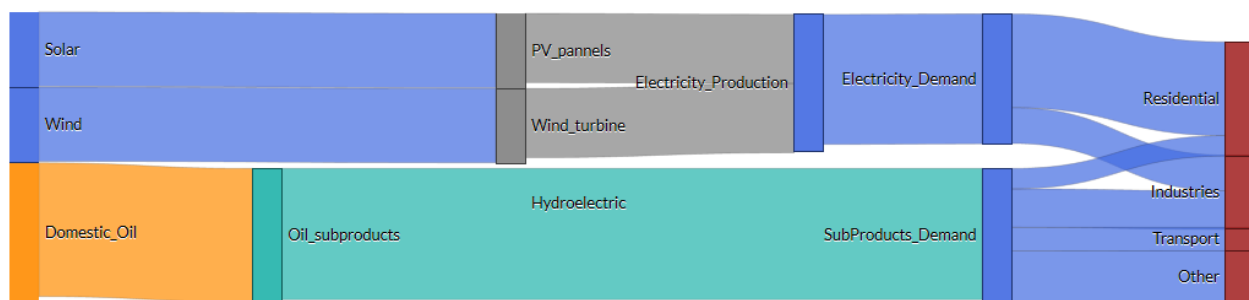 Solar
PV_pannels
Electricity_Production
Electricity_Demand
Residential
Wind
Wind_turbine
Hydroelectric
Industries
Domestic_Oil
Oil_subproducts
SubProducts_Demand
Transport
Other